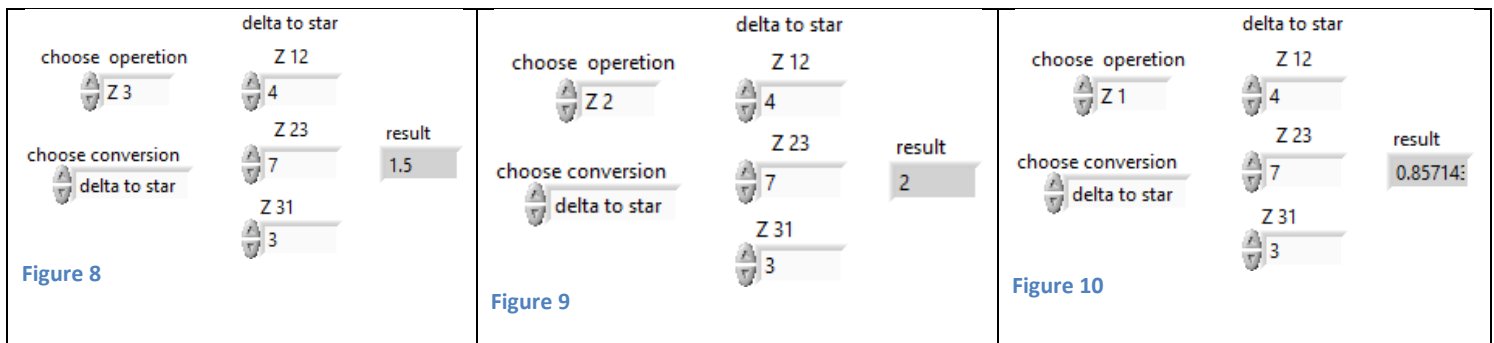 delta to star
choose operetion
Z 12
Z 3
4
Z 23
result
choose conversion
7
1.5
delta to star
Z 31
3
Figure 8
delta to star
choose operetion
Z 12
Z 2
4
Z 23
result
choose conversion
7
2
delta to star
Z 31
3
Figure 9
delta to star
choose operetion
Z 12
Z 1
4
Z 23
result
choose conversion
7
0.857143
delta to star
Z 31
3
Figure 10